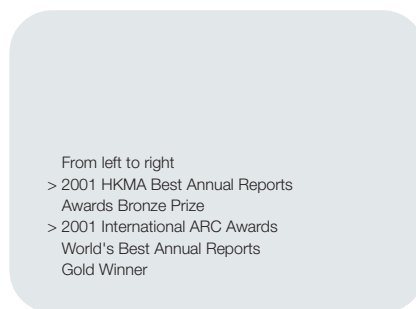 From left to right
> 2001 HKMA Best Annual Reports
Awards Bronze Prize
> 2001 International ARC Awards
World's Best Annual Reports
Gold Winner